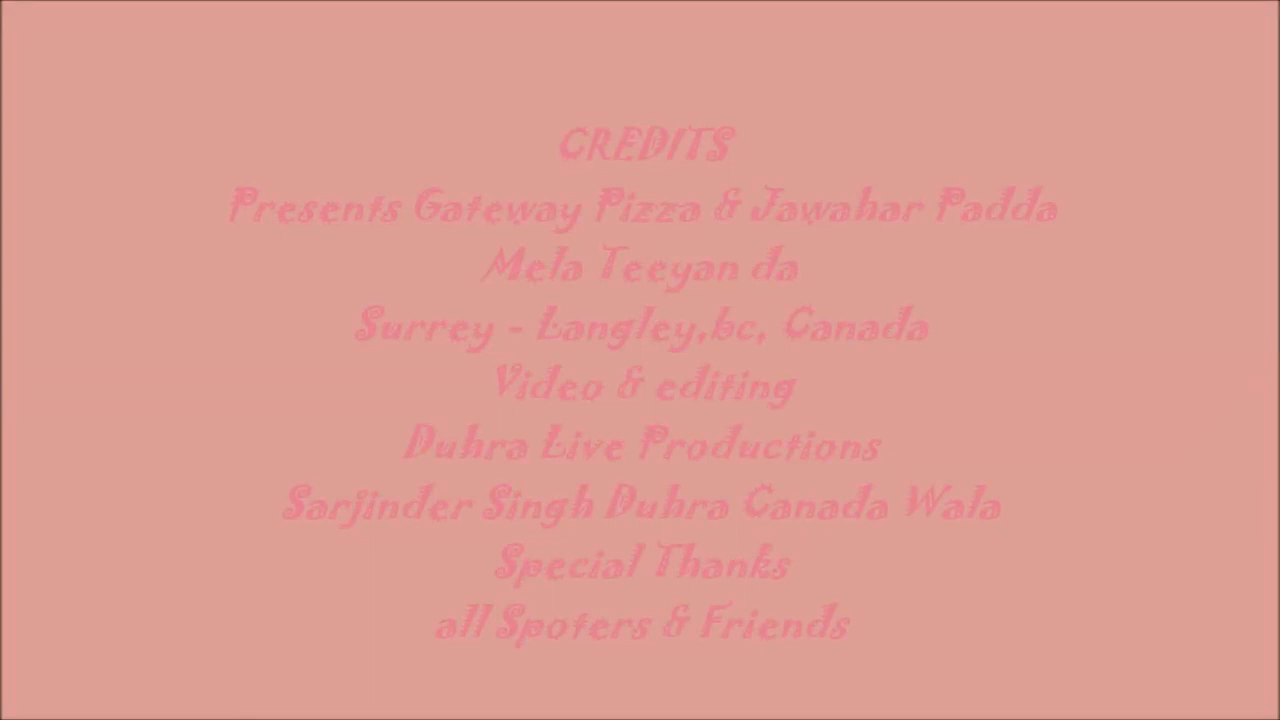 CREDITS
Presents Gateway Pizza & Jawahar Padda
Mela Teeyan da
Surrey - Langley,bc, Canada
Video & editing
Duhra Live Productions
Sarjinder Singh Duhra Canada Wala
Special Thanks
all Spoters & Friends